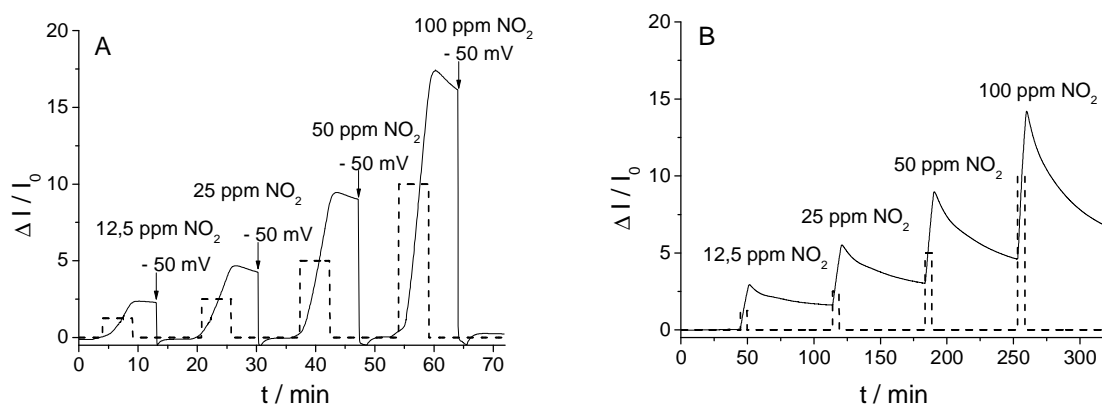 A
100 ppm NO2
- 50 mV
50 ppm NO2
- 50 mV
25 ppm NO2
- 50 mV
12,5 ppm NO2
- 50 mV
Δ I / I0
20
15
10
5
0
0 10 20 30 40 50 60 70
t / min
B
100 ppm NO2
50 ppm NO2
25 ppm NO2
12,5 ppm NO2
Δ I / I0
20
15
10
5
0
0 50 100 150 200 250 300
t / min